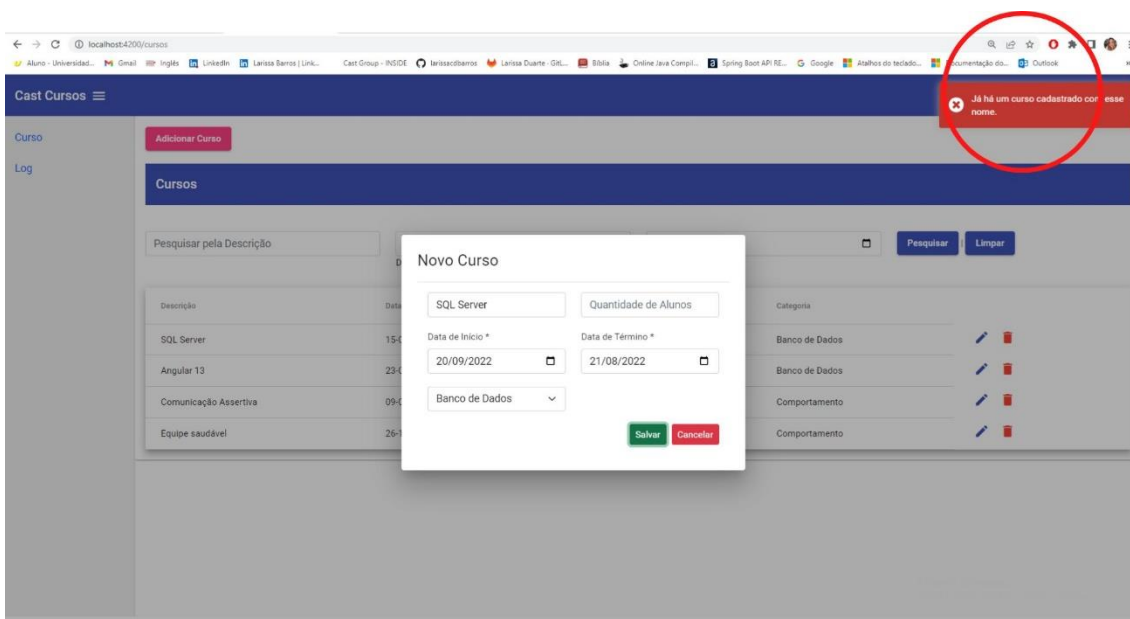 localhost:4200/cursos
Aluno - Universidad... Gmail Inglês LinkedIn Larissa Barros | Link... Cast Group - INSIDE larissacdbarros Larissa Duarte · GitL... Bíblia Online Java Compil... Spring Boot API RE... Google Atalhos do teclado... Documentação do... Outlook
Cast Cursos
Já há um curso cadastrado com esse
nome.
Curso
Log
Adicionar Curso
Cursos
Pesquisar pela Descrição
Pesquisar | Limpar
Novo Curso
SQL Server Quantidade de Alunos
Data de Início * Data de Término *
20/09/2022 21/08/2022
Banco de Dados
Salvar Cancelar
Descrição Data Categoria
SQL Server Banco de Dados
Angular 13 Banco de Dados
Comunicação Assertiva Comportamento
Equipe saudável Comportamento